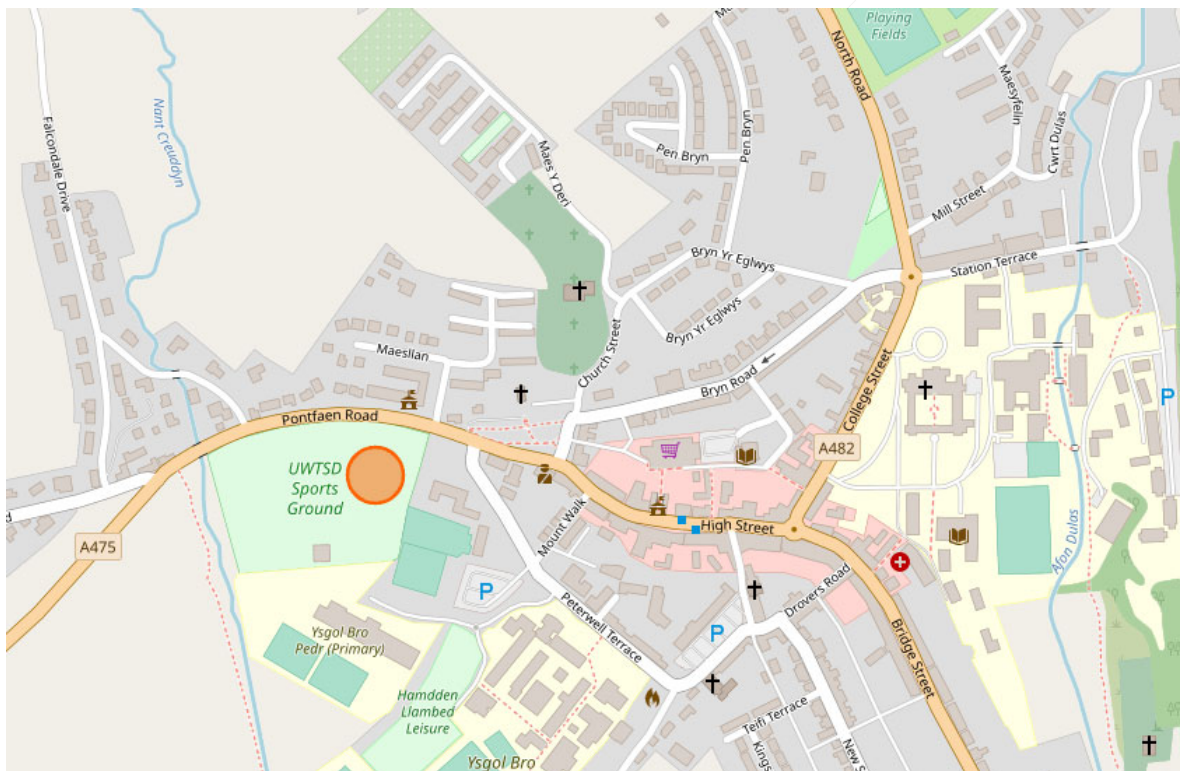 Playing
Fields
North Road
Maesyfelin
Cwrt Dulas
Mill Street
Station Terrace
Nant Creuddyn
Falcondale Drive
Maes Y Deri
Pen Bryn
Pen Bryn
Bryn Yr Eglwys
Bryn Yr Eglwys
Church Street
Bryn Road
College Street
Maesllan
Pontfaen Road
UWTSD
Sports
Ground
A475
A482
P
High Street
Mount Walk
Drovers Road
Bridge Street
Afon Dulas
P
Peterwell Terrace
P
Ysgol Bro
Pedr (Primary)
Hamdden
Llambed
Leisure
Ysgol Bro
Teifi Terrace
Kings
New S